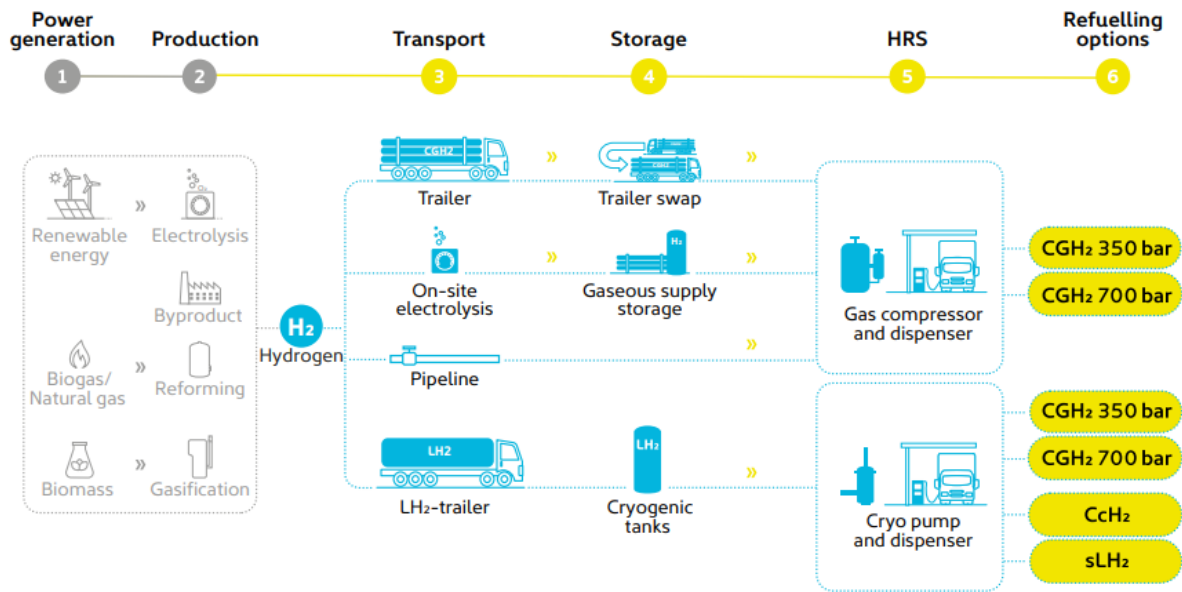 Power
generation
Production
Transport
Storage
HRS
Refuelling
options
1
2
3
4
5
6
Renewable
energy
»
Electrolysis
Byproduct
Biogas/
Natural gas
»
Reforming
Biomass
»
Gasification
H₂
Hydrogen
CGH2
Trailer
»
CGH2
Trailer swap
»
On-site
electrolysis
»
H₂
Gaseous supply
storage
»
Pipeline
»
LH2
LH₂-trailer
LH₂
Cryogenic
tanks
»
Gas compressor
and dispenser
Cryo pump
and dispenser
CGH₂ 350 bar
CGH₂ 700 bar
CGH₂ 350 bar
CGH₂ 700 bar
CcH₂
sLH₂